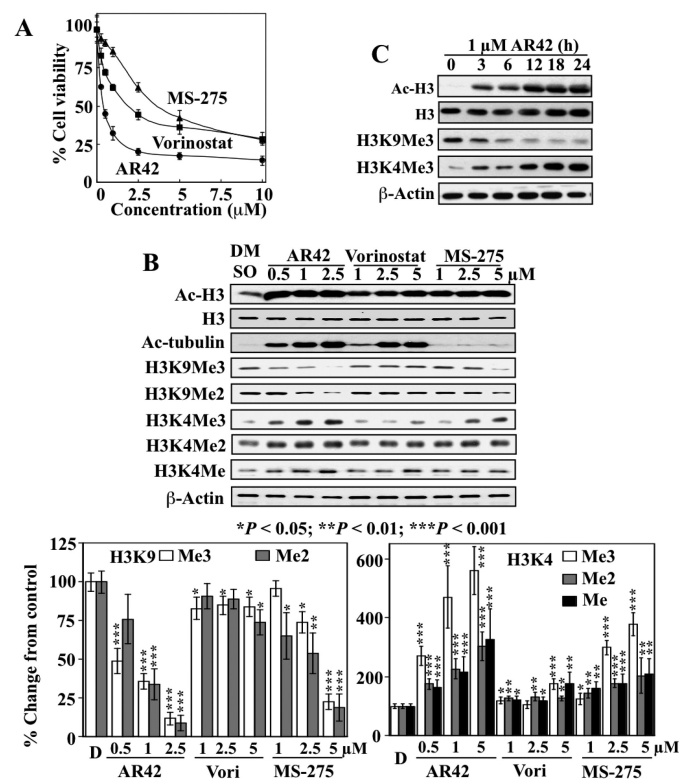 A
% Cell viability
100
75
50
25
0
0 2.5 5.0 7.5 10
Concentration (µM)
MS-275
Vorinostat
AR42
C
1 µM AR42 (h)
0 3 6 12 18 24
Ac-H3
H3
H3K9Me3
H3K4Me3
β-Actin
B
DM
SO
AR42 Vorinostat MS-275
0.5 1 2.5 1 2.5 5 1 2.5 5 µM
Ac-H3
H3
Ac-tubulin
H3K9Me3
H3K9Me2
H3K4Me3
H3K4Me2
H3K4Me
β-Actin
*P < 0.05; **P < 0.01; ***P < 0.001
% Change from control
125
100
75
50
25
0
H3K9 Me3 Me2
*** *** *** *** *** * * * * * * * ** *** ***
D 0.5 1 2.5 1 2.5 5 1 2.5 5 µM
AR42 Vori MS-275
600
400
200
0
H3K4 Me3
Me2
Me
D 0.5 1 5 1 2.5 5 1 2.5 5 µM
AR42 Vori MS-275